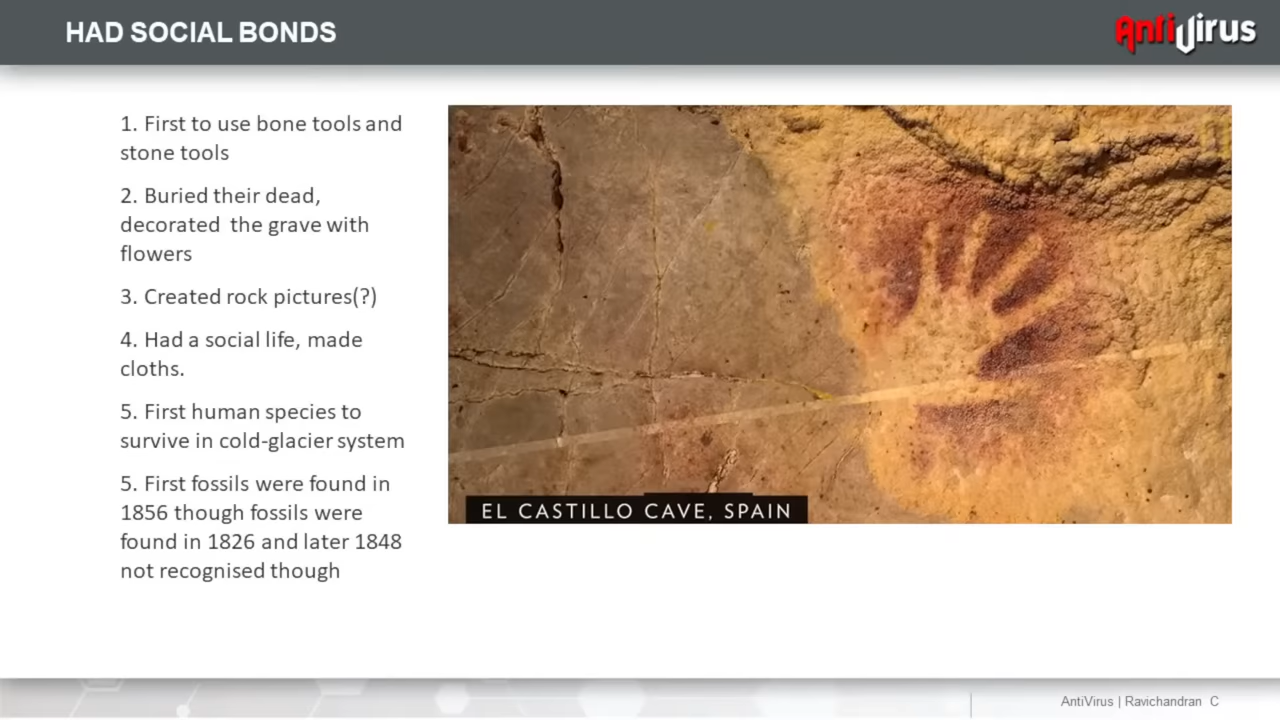 HAD SOCIAL BONDS
AntiVirus
1. First to use bone tools and
stone tools
2. Buried their dead,
decorated  the grave with
flowers
3. Created rock pictures(?)
4. Had a social life, made
cloths.
5. First human species to
survive in cold-glacier system
5. First fossils were found in
1856 though fossils were
found in 1826 and later 1848
not recognised though
EL CASTILLO CAVE, SPAIN
AntiVirus | Ravichandran  C